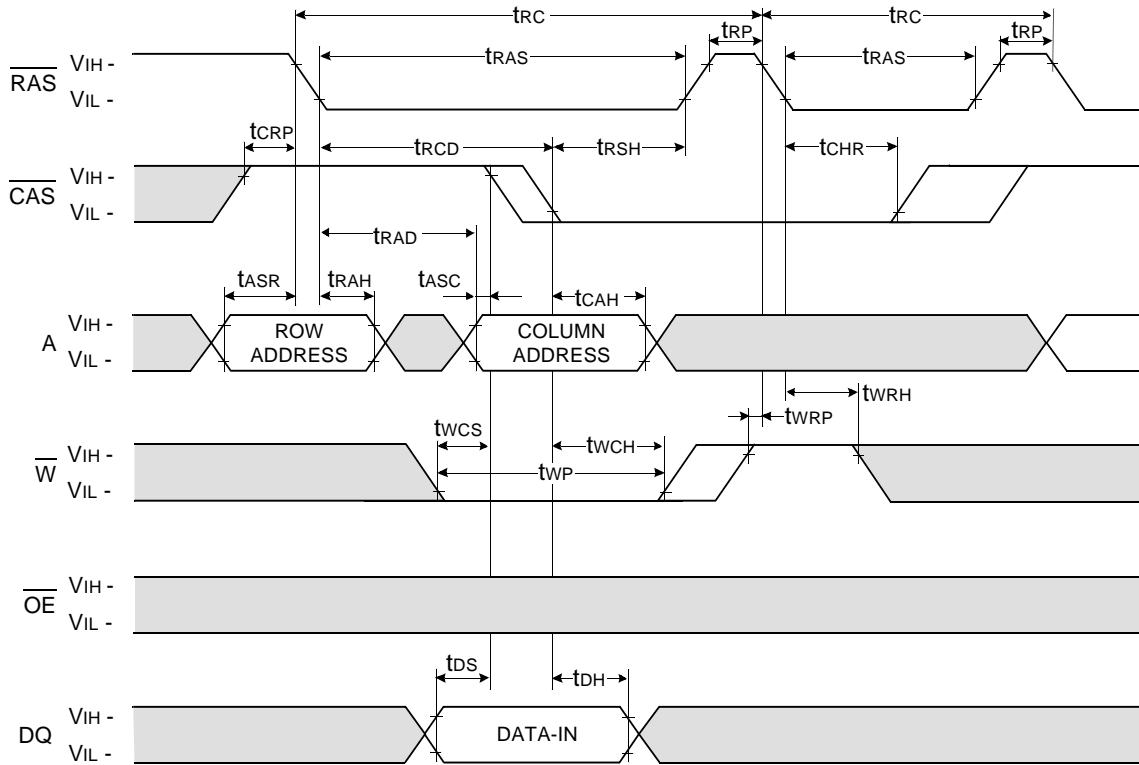 tRC tRC
tRP tRP
tRAS tRAS
RAS
VIH -
VIL -
tCRP tRCD tRSH tCHR
CAS
VIH -
VIL -
tRAD
tASR tRAH tASC tCAH
A
VIH -
VIL -
ROW
ADDRESS
COLUMN
ADDRESS
tWRH
tWRP
tWCS tWCH
tWP
W
VIH -
VIL -
OE
VIH -
VIL -
tDS tDH
DQ
VIH -
VIL -
DATA-IN